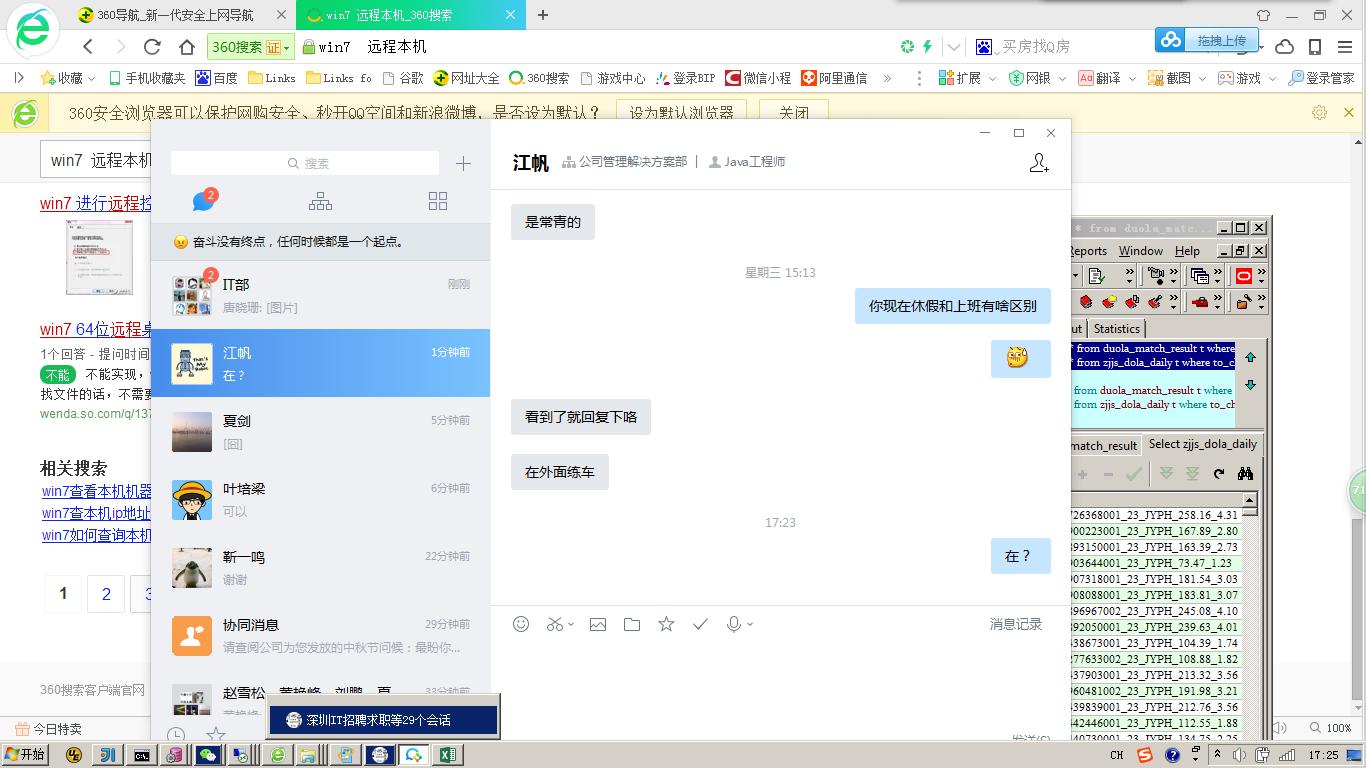 360导航_新一代安全上网导航
win7 远程本机_360搜索
360搜索
证
win7 远程本机
买房找Q房
拖拽上传
收藏
手机收藏夹
百度
Links
Links fo
谷歌
网址大全
360搜索
游戏中心
登录BIP
微信小程
阿里通信
»
扩展
网银
翻译
截图
游戏
登录管家
360安全浏览器可以保护网购安全、秒开QQ空间和新浪微博，是否设为默认？
设为默认浏览器
关闭
win7 远程本机
win7 进行远程控
win7 64位远程桌
1个回答 - 提问时间
不能
不能实现，
找文件的话，不需要
wenda.so.com/q/137
相关搜索
win7查看本机机器
win7查本机ip地址
win7如何查询本机
1
2
3
360搜索客户端官网
今日特卖
搜索
2
奋斗没有终点，任何时候都是一个起点。
2
IT部
刚刚
唐晓珊: [图片]
江帆
1分钟前
在？
夏剑
5分钟前
[囧]
叶培梁
6分钟前
可以
靳一鸣
22分钟前
谢谢
协同消息
29分钟前
请查阅公司为您发放的中秋节问候：最盼你...
33分钟前
深圳IT招聘求职等29个会话
江帆
公司管理解决方案部
Java工程师
是常青的
星期三 15:13
你现在休假和上班有啥区别
看到了就回复下咯
在外面练车
17:23
在？
消息记录
* from duola_matc...
Reports
Window
Help
Statistics
* from duola_match_result t where
* from zjjs_dola_daily t where to_ch
from duola_match_result t where
from zjjs_dola_daily t where to_ch
match_result
Select zjjs_dola_daily
726368001_23_JYPH_258.16_4.31
900223001_23_JYPH_167.89_2.80
393150001_23_JYPH_163.39_2.73
903644001_23_JYPH_73.47_1.23
907318001_23_JYPH_181.54_3.03
908088001_23_JYPH_183.81_3.07
396967002_23_JYPH_245.08_4.10
392050001_23_JYPH_239.63_4.01
438673001_23_JYPH_104.39_1.74
277633002_23_JYPH_108.88_1.82
437903001_23_JYPH_213.32_3.56
960481002_23_JYPH_191.98_3.21
439839001_23_JYPH_212.76_3.56
442446001_23_JYPH_112.55_1.88
71
100%
开始
CH
17:25